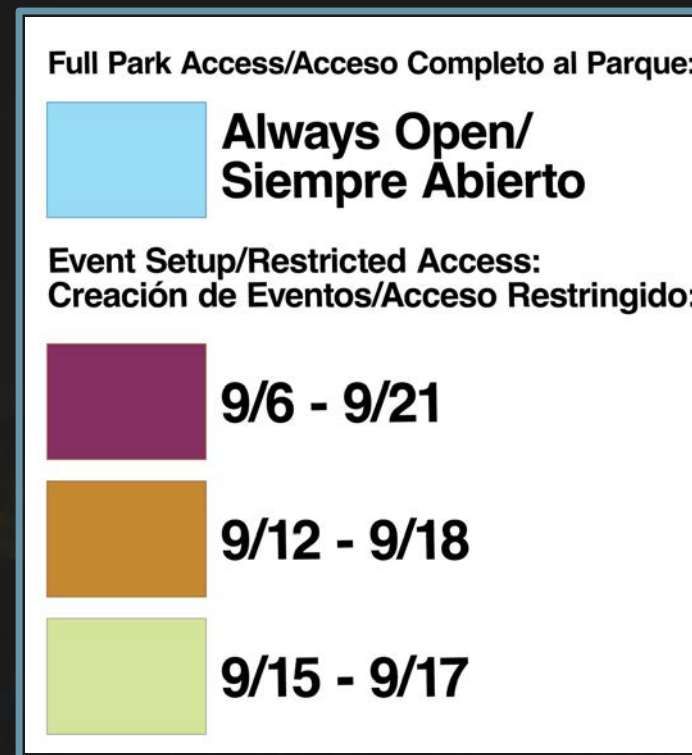 Full Park Access/Acceso Completo al Parque:
Always Open/
Siempre Abierto
Event Setup/Restricted Access:
Creación de Eventos/Acceso Restringido:
9/6 - 9/21
9/12 - 9/18
9/15 - 9/17